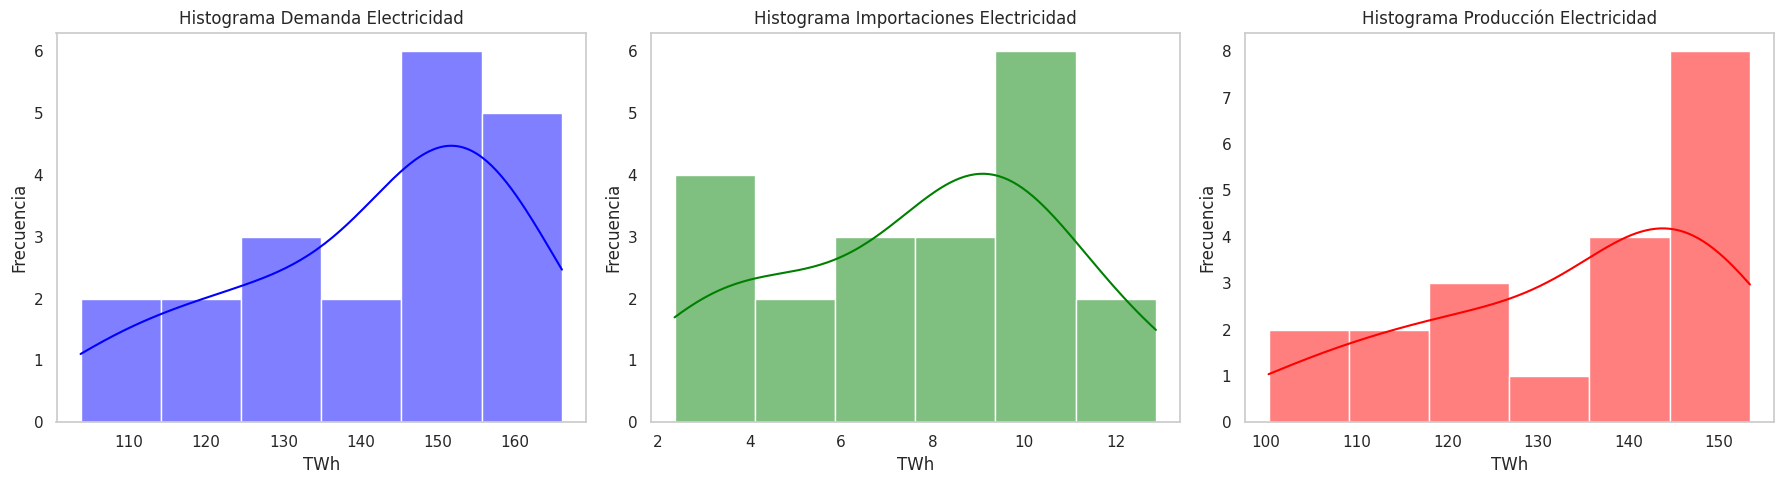 Histograma Demanda Electricidad
6
5
4
3
2
1
0
Frecuencia
110 120 130 140 150 160
TWh
Histograma Importaciones Electricidad
6
5
4
3
2
1
0
Frecuencia
2 4 6 8 10 12
TWh
Histograma Producción Electricidad
8
7
6
5
4
3
2
1
0
Frecuencia
100 110 120 130 140 150
TWh